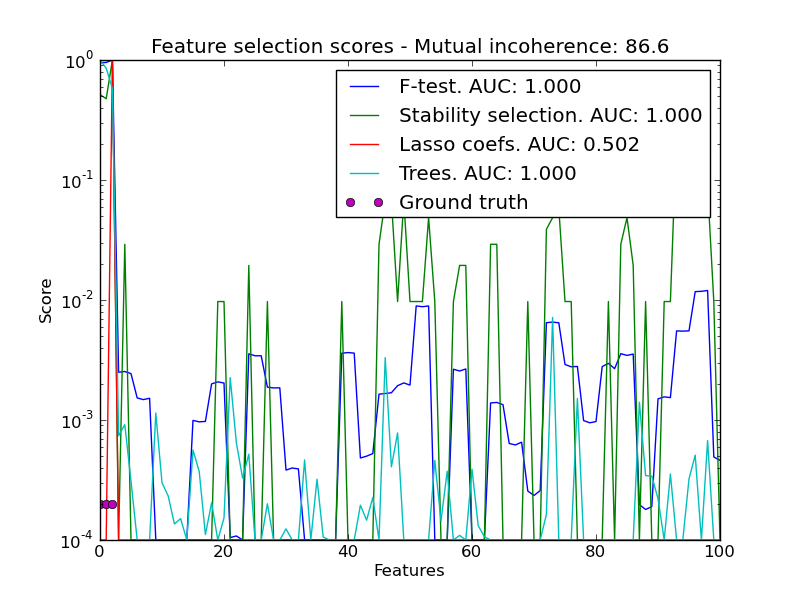 Feature selection scores - Mutual incoherence: 86.6
10^0
10^-1
10^-2
10^-3
10^-4
Score
F-test. AUC: 1.000
Stability selection. AUC: 1.000
Lasso coefs. AUC: 0.502
Trees. AUC: 1.000
Ground truth
0 20 40 60 80 100
Features